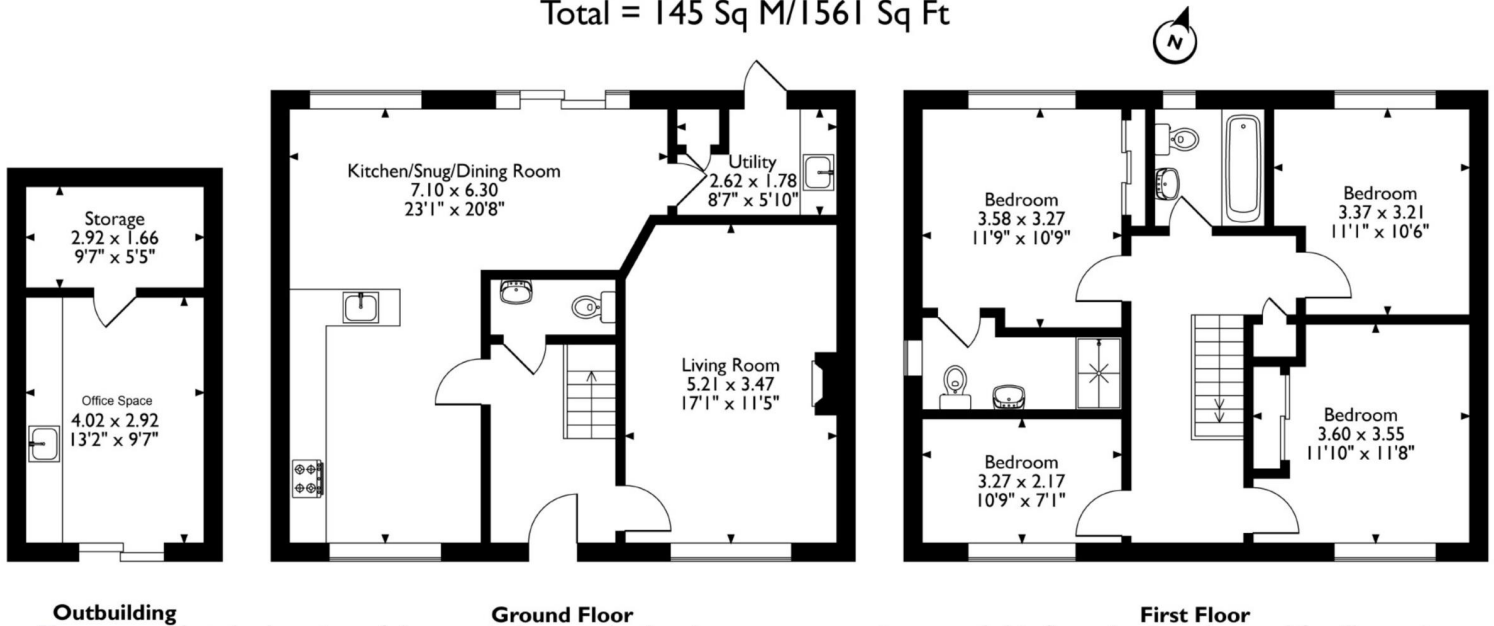 Total = 145 Sq M/1561 Sq Ft
N
Storage
2.92 x 1.66
9'7" x 5'5"
Office Space
4.02 x 2.92
13'2" x 9'7"
Outbuilding
Kitchen/Snug/Dining Room
7.10 x 6.30
23'1" x 20'8"
Utility
2.62 x 1.78
8'7" x 5'10"
Living Room
5.21 x 3.47
17'1" x 11'5"
Ground Floor
Bedroom
3.58 x 3.27
11'9" x 10'9"
Bedroom
3.37 x 3.21
11'1" x 10'6"
Bedroom
3.27 x 2.17
10'9" x 7'1"
Bedroom
3.60 x 3.55
11'10" x 11'8"
First Floor